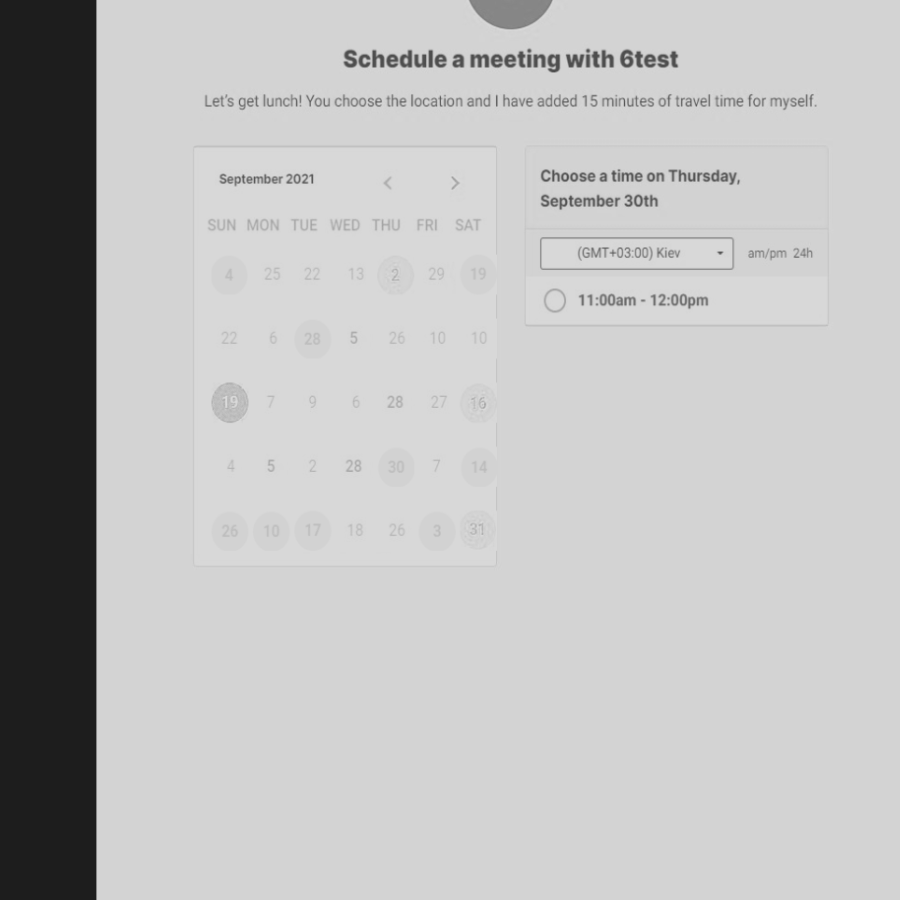 Schedule a meeting with 6test
Let's get lunch! You choose the location and I have added 15 minutes of travel time for myself.
September 2021
SUN MON TUE WED THU FRI SAT
4 25 22 13 2 29 19
22 6 28 5 26 10 10
19 7 9 6 28 27 16
4 5 2 28 30 7 14
26 10 17 18 26 3 31
Choose a time on Thursday,
September 30th
(GMT+03:00) Kiev am/pm 24h
11:00am - 12:00pm